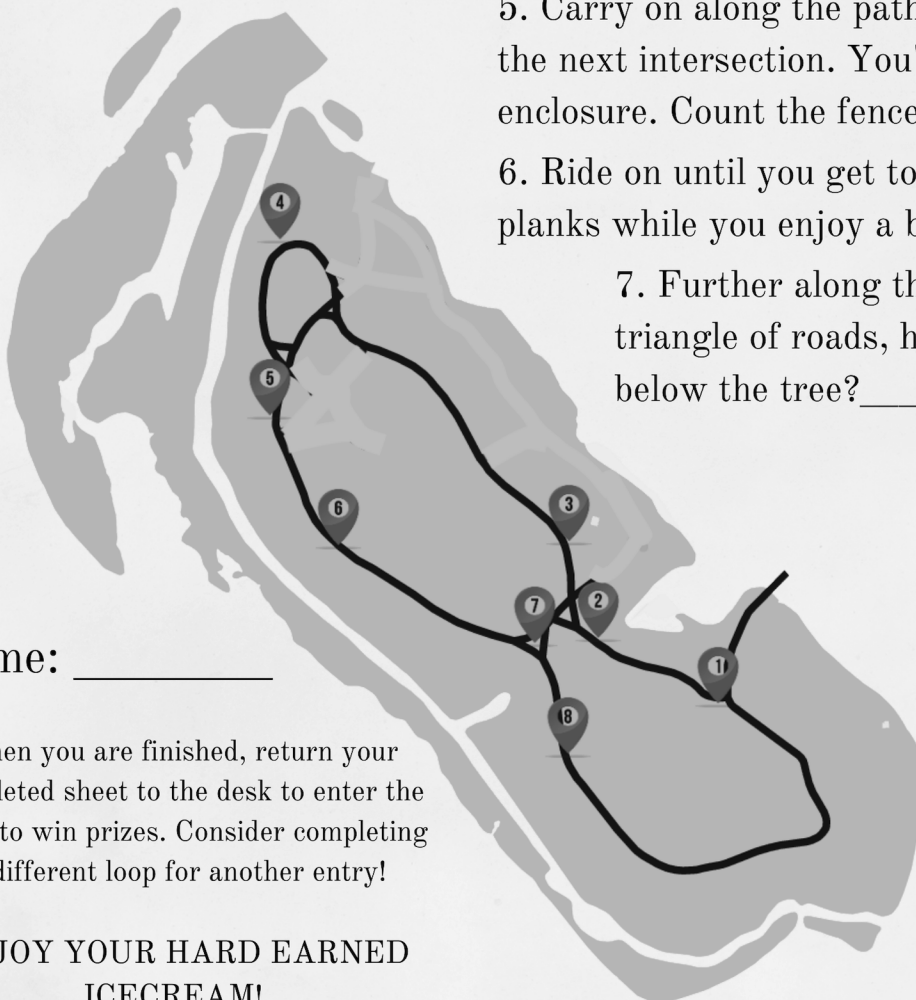 5. Carry on along the path
the next intersection. You'
enclosure. Count the fence
6. Ride on until you get to
planks while you enjoy a b
7. Further along th
triangle of roads, h
below the tree?___
4
5
6
3
7
2
1
8
me: __________
hen you are finished, return your
leted sheet to the desk to enter the
to win prizes. Consider completing
different loop for another entry!
JOY YOUR HARD EARNED
ICECREAM!